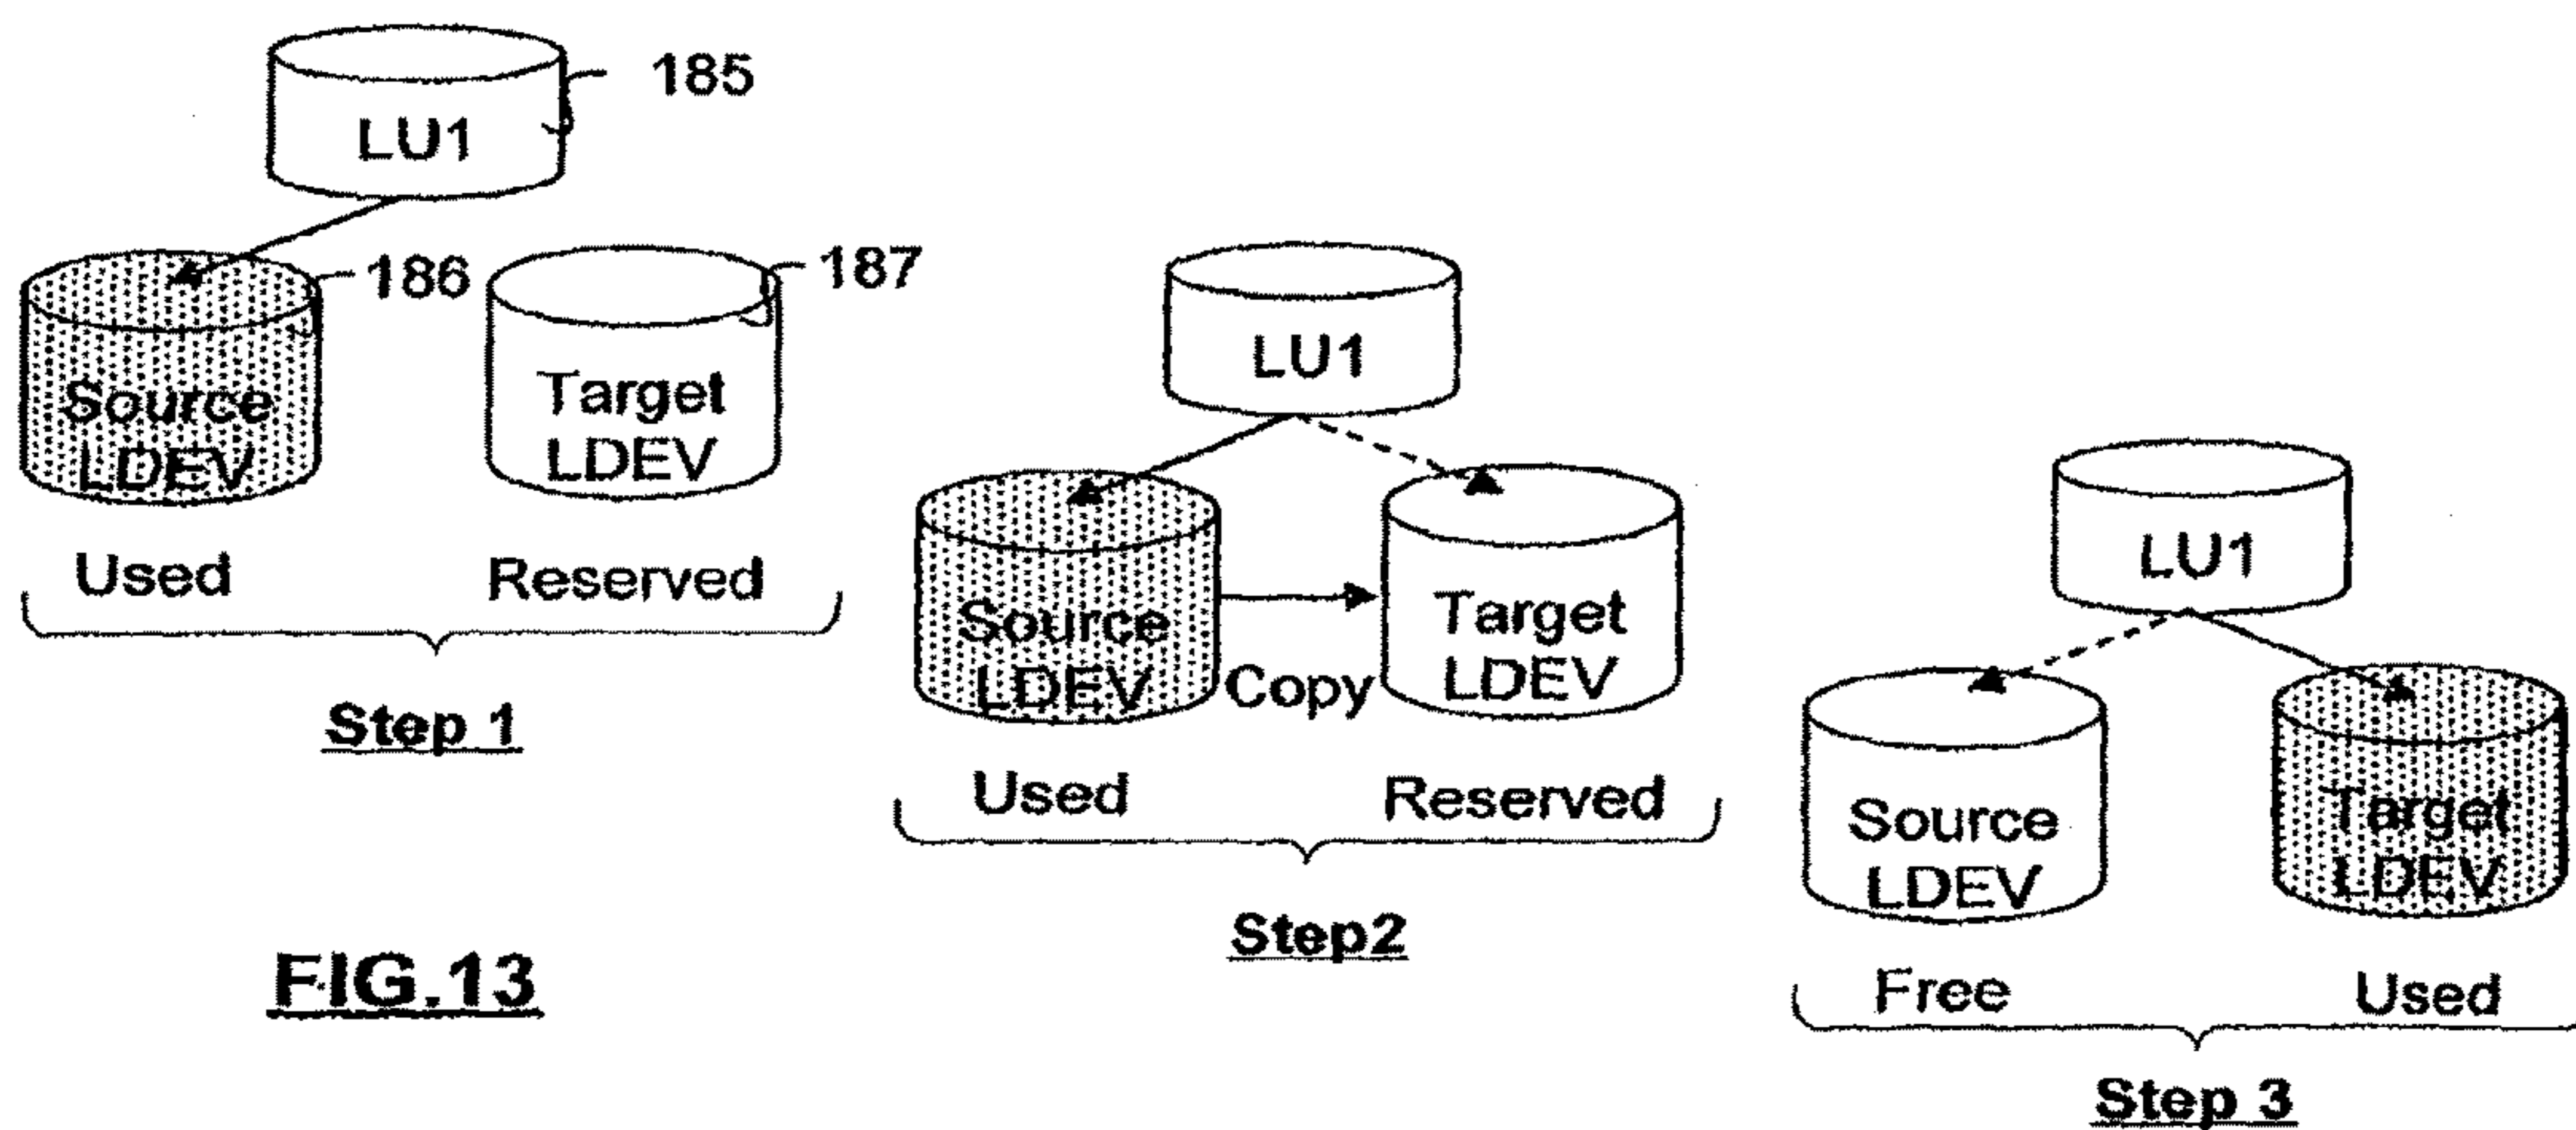 LU1
185
Source
LDEV
186
Target
LDEV
187
Used
Reserved
Step 1
LU1
Source
LDEV
Copy
Target
LDEV
Used
Reserved
Step2
LU1
Source
LDEV
Target
LDEV
Free
Used
Step 3
FIG.13